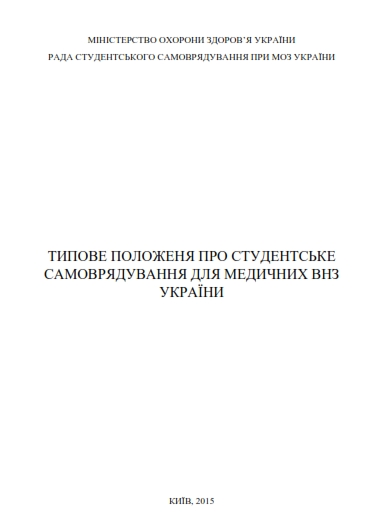 МІНІСТЕРСТВО ОХОРОНИ ЗДОРОВ'Я УКРАЇНИ
РАДА СТУДЕНТСЬКОГО САМОВРЯДУВАННЯ ПРИ МОЗ УКРАЇНИ
ТИПОВЕ ПОЛОЖЕНЯ ПРО СТУДЕНТСЬКЕ
САМОВРЯДУВАННЯ ДЛЯ МЕДИЧНИХ ВНЗ
УКРАЇНИ
КИЇВ, 2015